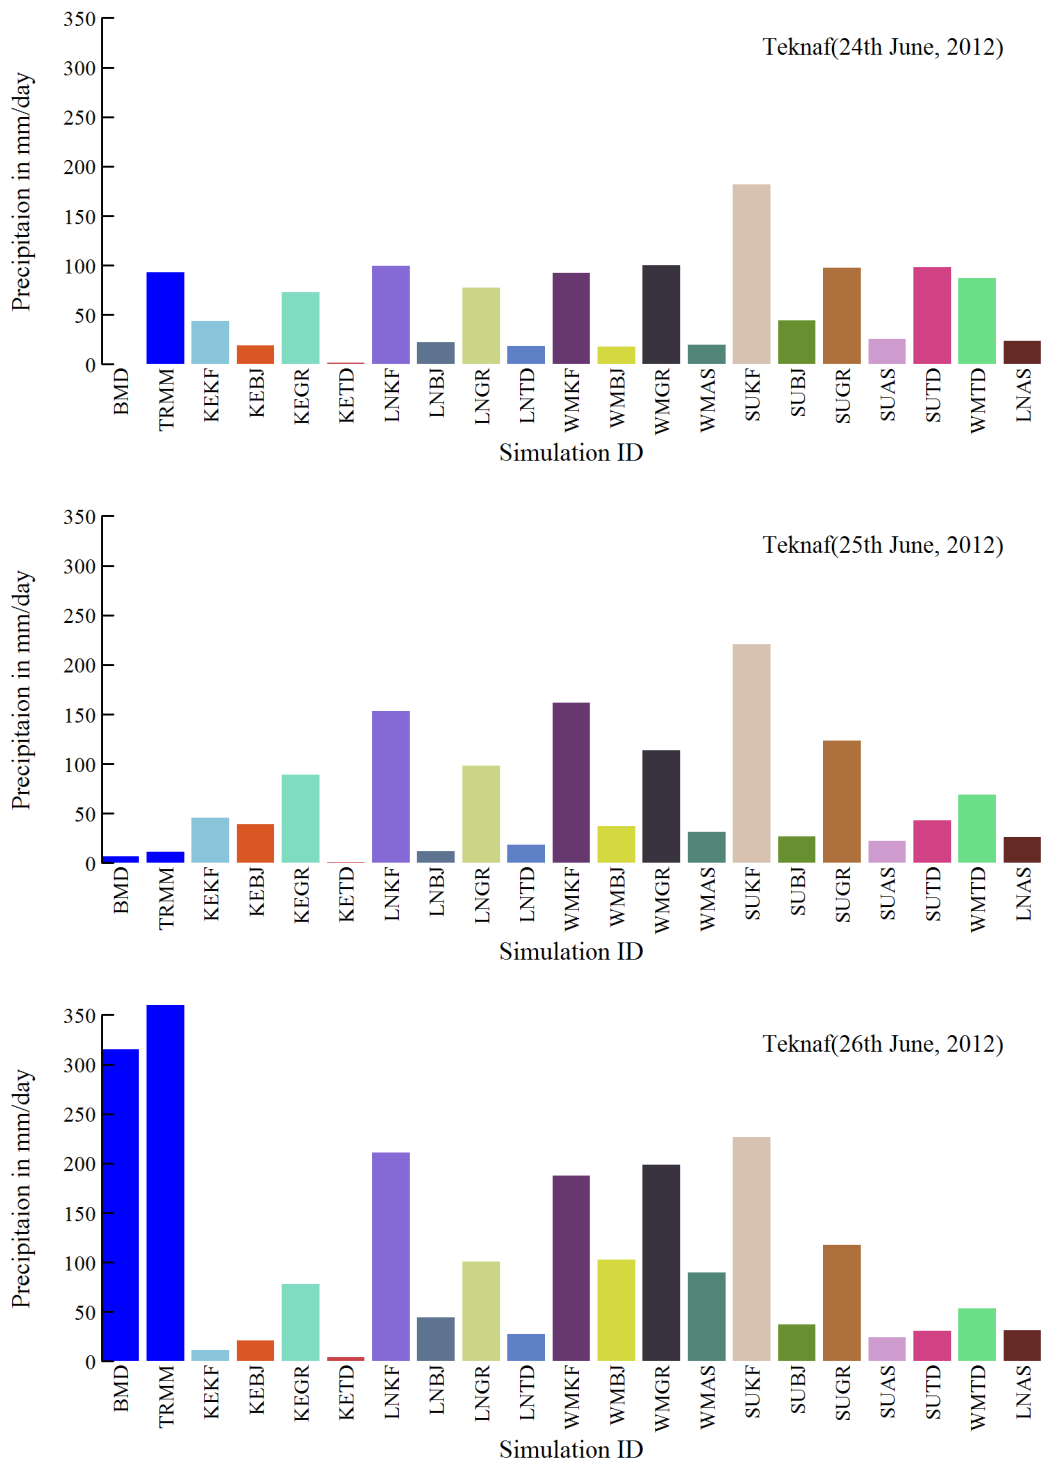 350
Teknaf(24th June, 2012)
300
250
200
150
100
50
0
Precipitaion in mm/day
BMD TRMM KEKF KEBJ KEGR KETD LNKF LNBJ LNGR LNTD WMKF WMBJ WMGR WMAS SUKF SUBJ SUGR SUAS SUTD WMTD LNAS
Simulation ID
350
Teknaf(25th June, 2012)
300
250
200
150
100
50
0
Precipitaion in mm/day
BMD TRMM KEKF KEBJ KEGR KETD LNKF LNBJ LNGR LNTD WMKF WMBJ WMGR WMAS SUKF SUBJ SUGR SUAS SUTD WMTD LNAS
Simulation ID
350
Teknaf(26th June, 2012)
300
250
200
150
100
50
0
Precipitaion in mm/day
BMD TRMM KEKF KEBJ KEGR KETD LNKF LNBJ LNGR LNTD WMKF WMBJ WMGR WMAS SUKF SUBJ SUGR SUAS SUTD WMTD LNAS
Simulation ID